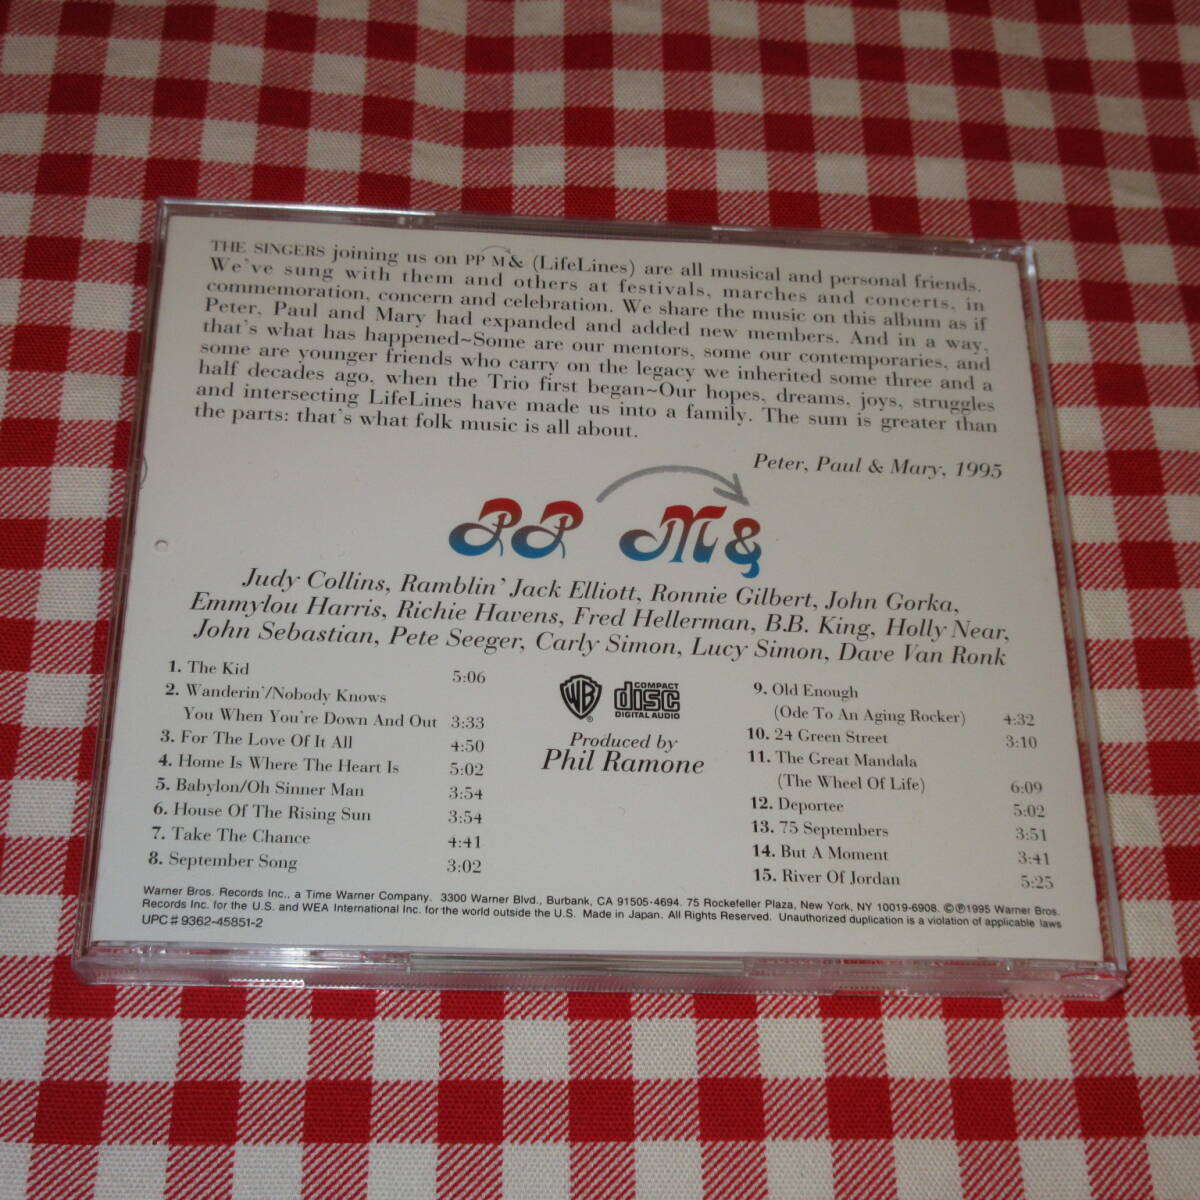 THE SINGERS joining us on PP M& (LifeLines) are all musical and personal friends.
We've sung with them and others at festivals, marches and concerts, in
commemoration, concern and celebration. We share the music on this album as if
Peter, Paul and Mary had expanded and added new members. And in a way,
that's what has happened~Some are our mentors, some our contemporaries, and
some are younger friends who carry on the legacy we inherited some three and a
half decades ago, when the Trio first began~Our hopes, dreams, joys, struggles
and intersecting LifeLines have made us into a family. The sum is greater than
the parts: that's what folk music is all about.
Peter, Paul & Mary, 1995
PP M&
Judy Collins, Ramblin' Jack Elliott, Ronnie Gilbert, John Gorka,
Emmylou Harris, Richie Havens, Fred Hellerman, B.B. King, Holly Near,
John Sebastian, Pete Seeger, Carly Simon, Lucy Simon, Dave Van Ronk
1. The Kid 5:06
2. Wanderin'/Nobody Knows
You When You're Down And Out 3:33
3. For The Love Of It All 4:50
4. Home Is Where The Heart Is 5:02
5. Babylon/Oh Sinner Man 3:54
6. House Of The Rising Sun 3:54
7. Take The Chance 4:41
8. September Song 3:02
WB ®
COMPACT
disc
DIGITAL AUDIO
Produced by
Phil Ramone
9. Old Enough
(Ode To An Aging Rocker) 4:32
10. 24 Green Street 3:10
11. The Great Mandala
(The Wheel Of Life) 6:09
12. Deportee 5:02
13. 75 Septembers 3:51
14. But A Moment 3:41
15. River Of Jordan 5:25
Warner Bros. Records Inc., a Time Warner Company. 3300 Warner Blvd., Burbank, CA 91505-4694. 75 Rockefeller Plaza, New York, NY 10019-6908. ©℗1995 Warner Bros.
Records Inc. for the U.S. and WEA International Inc. for the world outside the U.S. Made in Japan. All Rights Reserved. Unauthorized duplication is a violation of applicable laws
UPC # 9362-45851-2